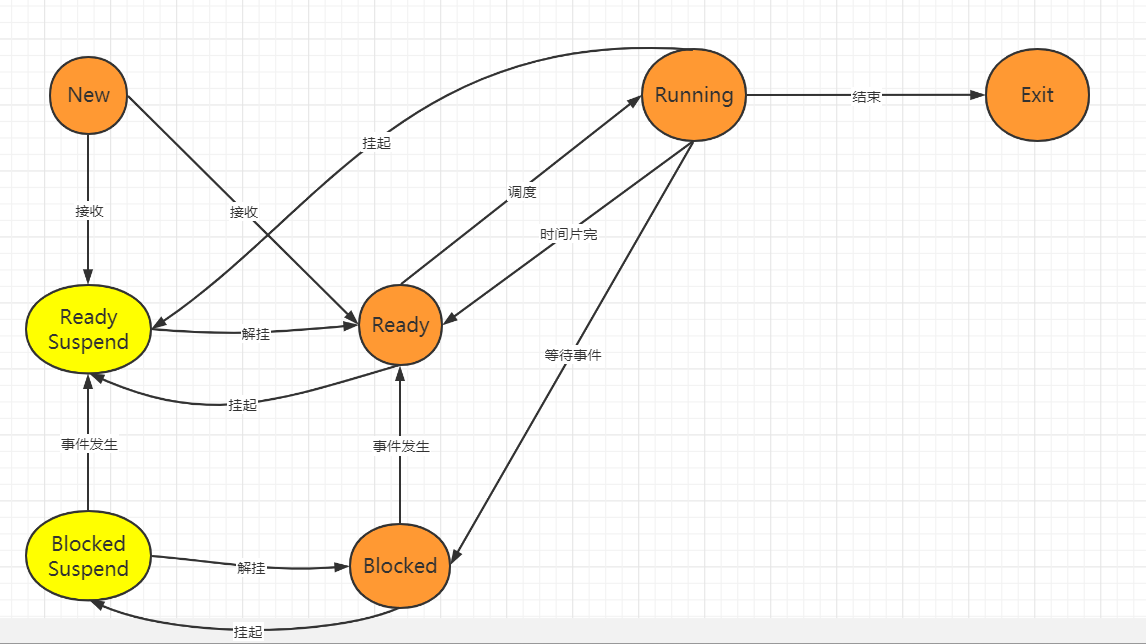 New
Running
Exit
结束
挂起
调度
接收
接收
时间片完
Ready
Suspend
解挂
Ready
等待事件
挂起
事件发生
事件发生
Blocked
Suspend
解挂
Blocked
挂起